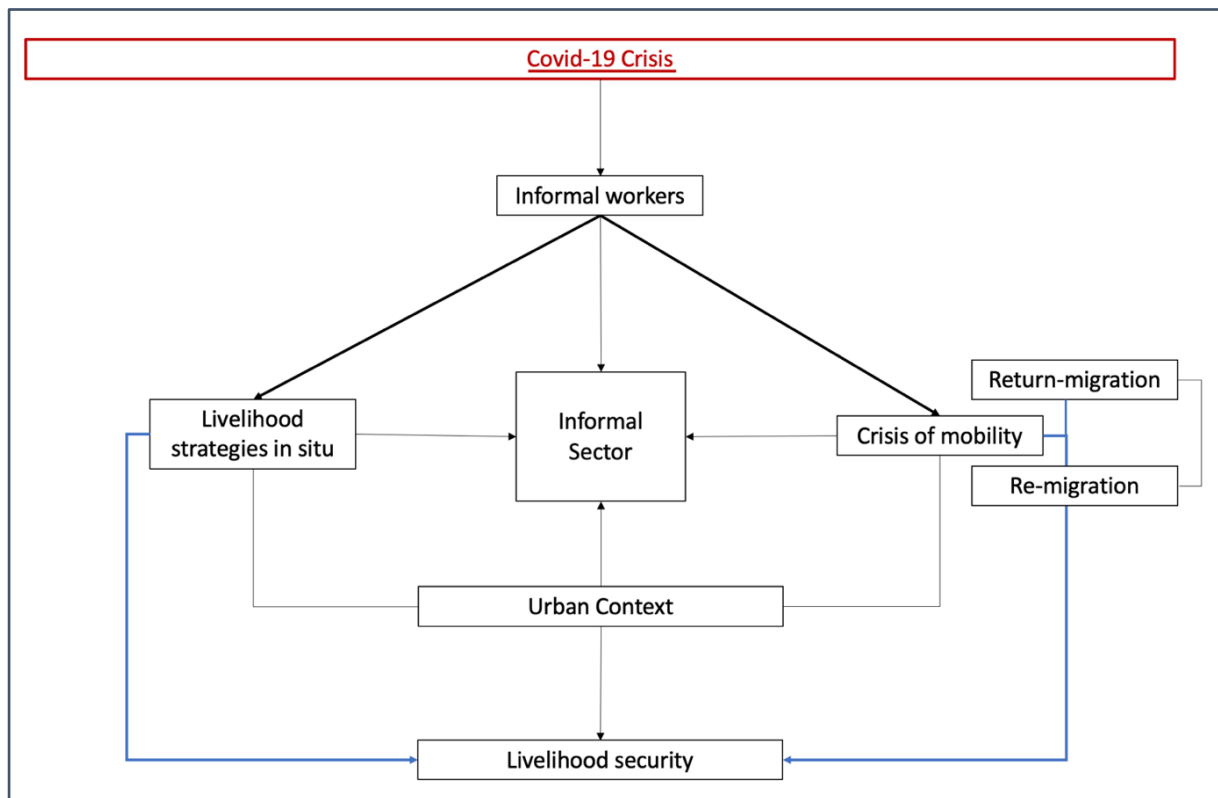 Covid-19 Crisis
Informal workers
Livelihood
strategies in situ
Informal
Sector
Crisis of mobility
Return-migration
Re-migration
Urban Context
Livelihood security